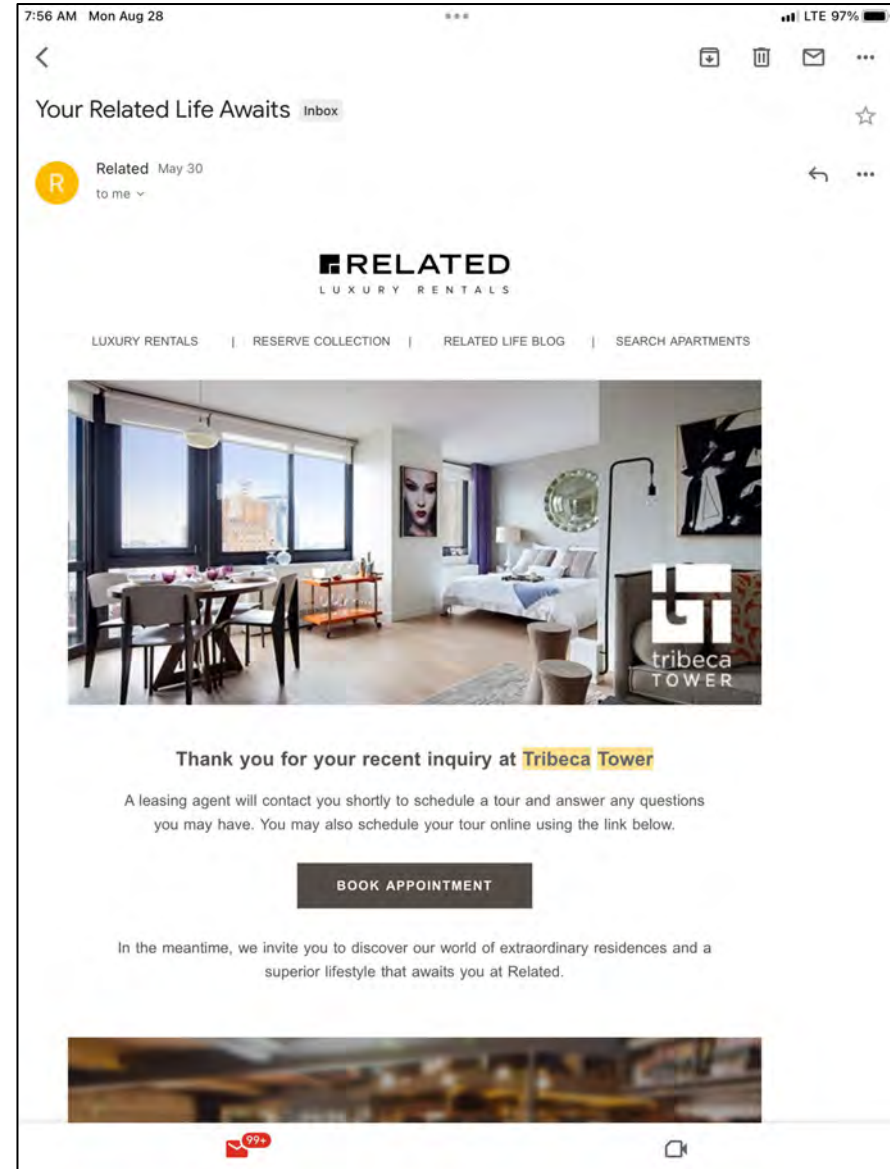 7:56 AM Mon Aug 28
LTE 97%
Your Related Life Awaits Inbox
R
Related May 30
to me
RELATED
LUXURY RENTALS
LUXURY RENTALS | RESERVE COLLECTION | RELATED LIFE BLOG | SEARCH APARTMENTS
tribeca
TOWER
Thank you for your recent inquiry at Tribeca Tower
A leasing agent will contact you shortly to schedule a tour and answer any questions
you may have. You may also schedule your tour online using the link below.
BOOK APPOINTMENT
In the meantime, we invite you to discover our world of extraordinary residences and a
superior lifestyle that awaits you at Related.
99+